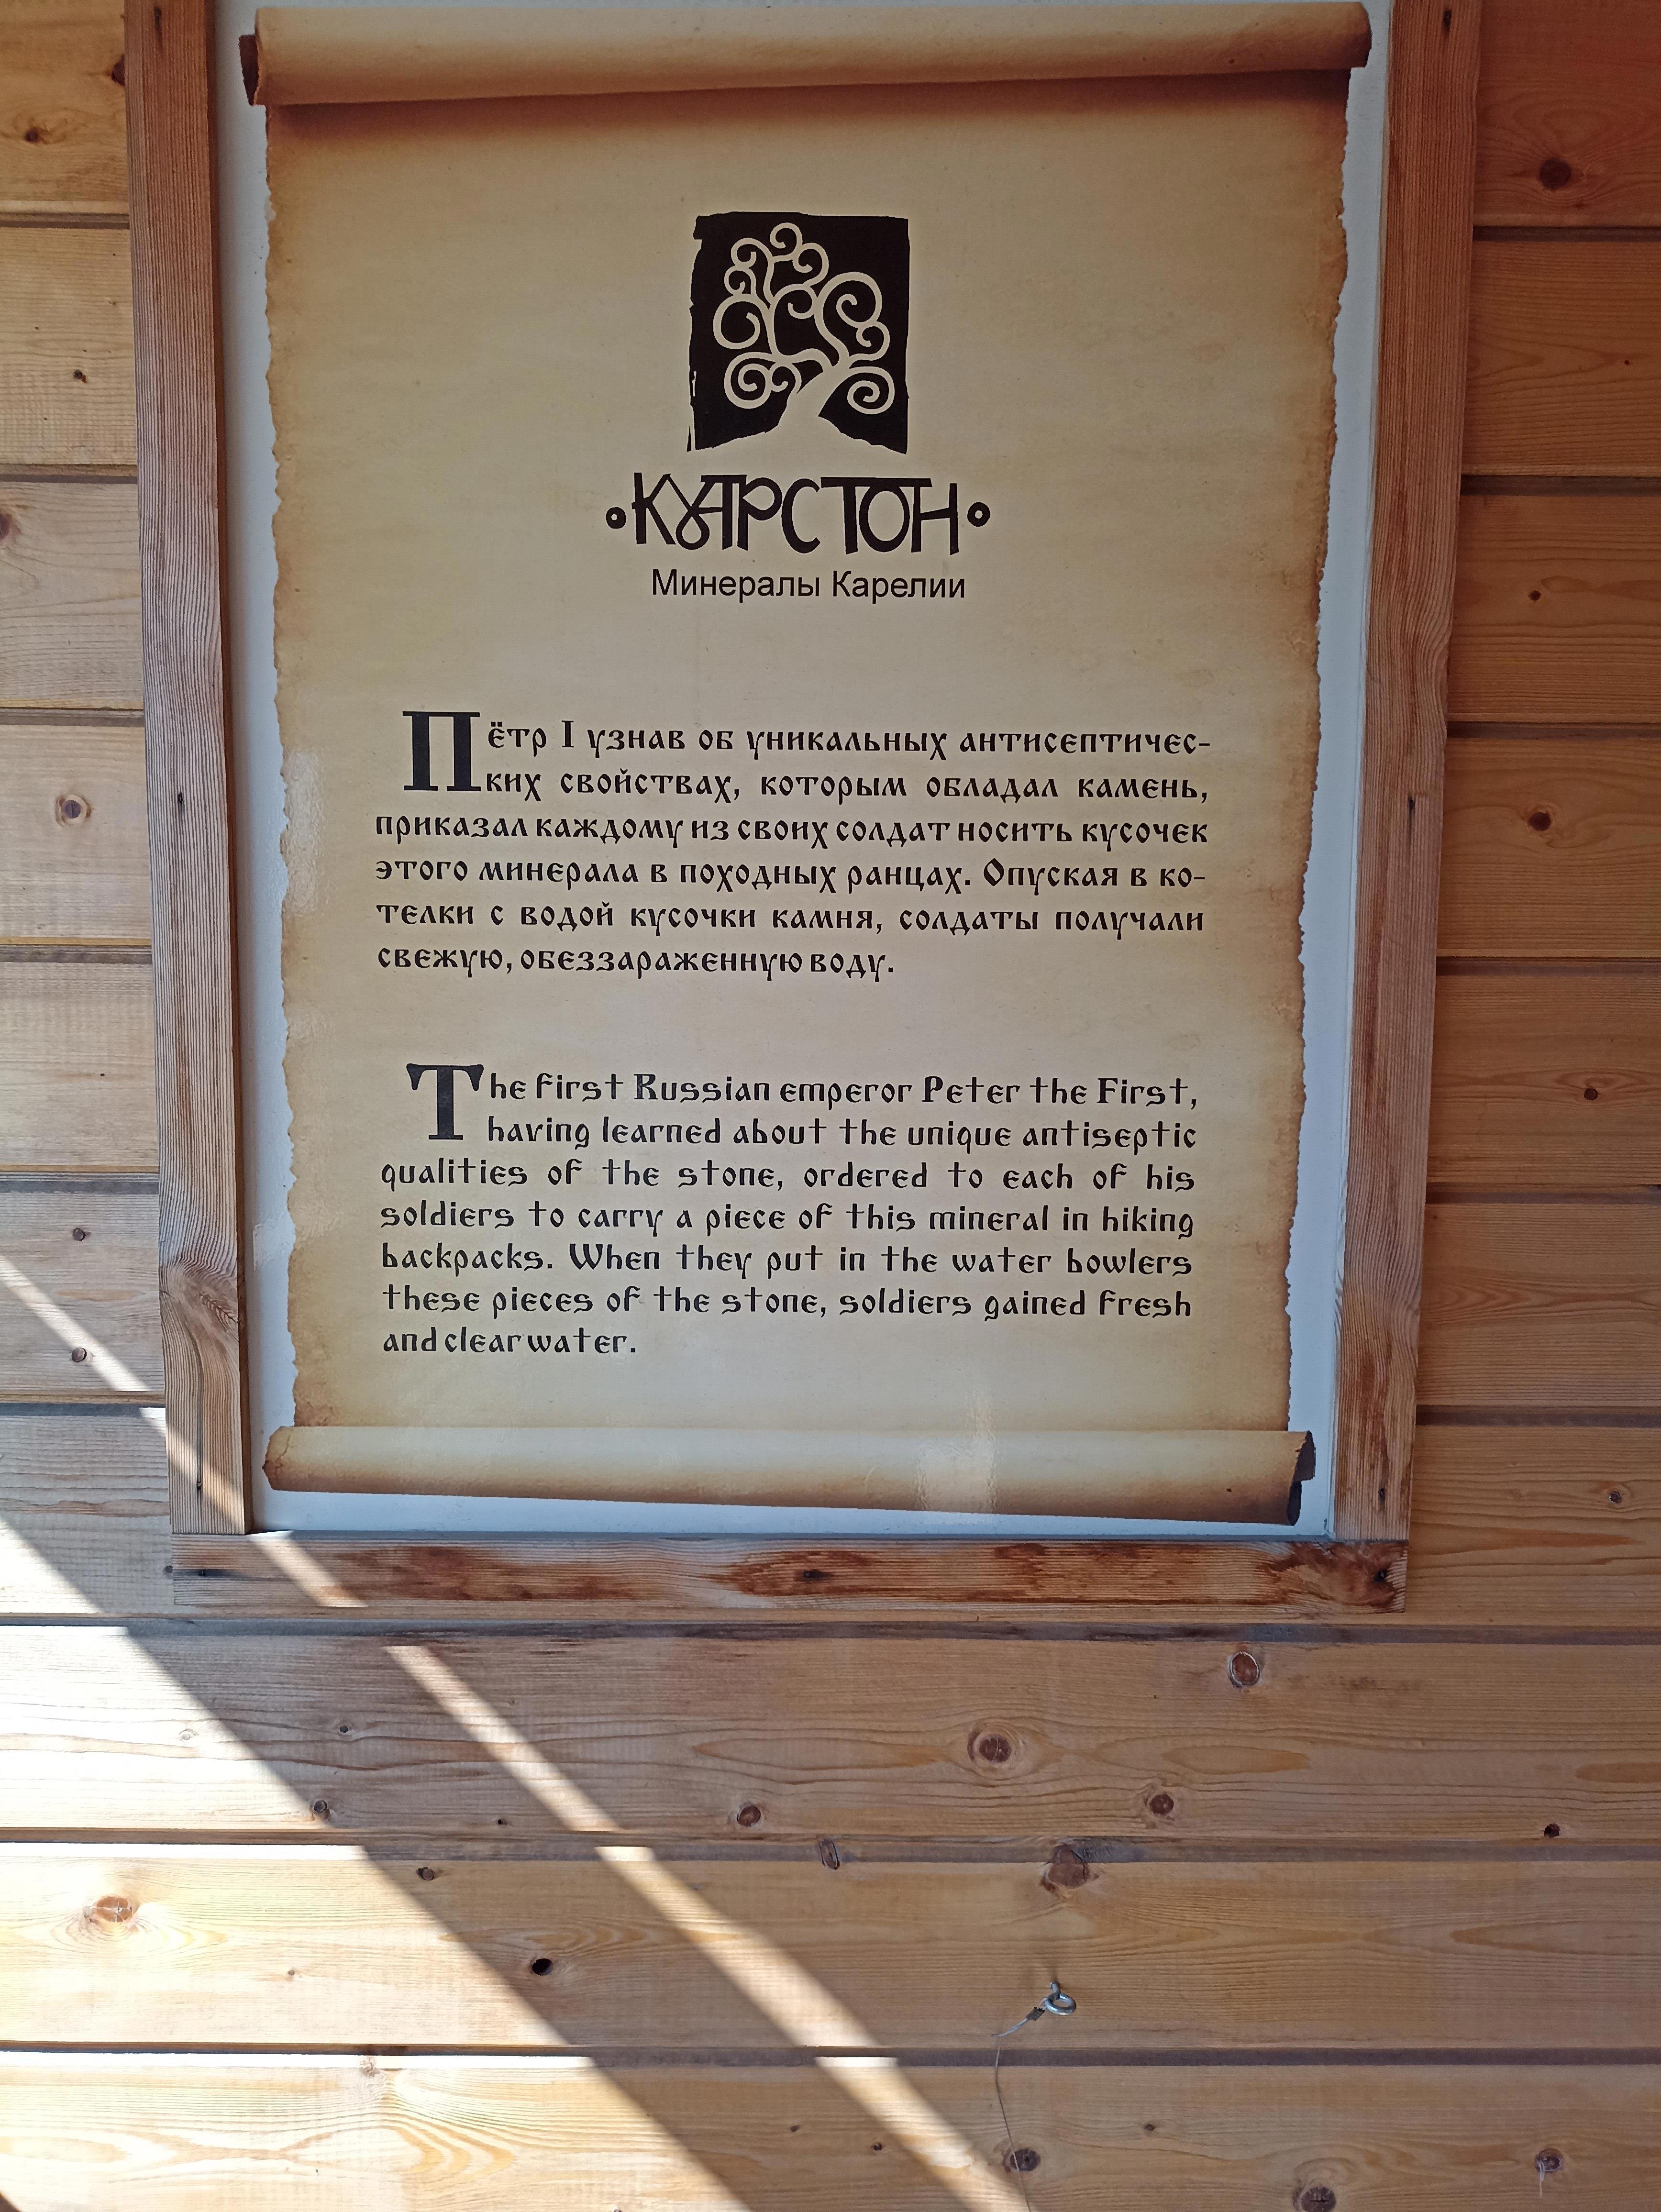 КАРСТОН
Минералы Карелии
Пётр I узнав об уникальных антисептичес-
ких свойствах, которым обладал камень,
приказал каждому из своих солдат носить кусочек
этого минерала в походных ранцах. Опуская в ко-
телки с водой кусочки камня, солдаты получали
свежую, обеззараженную воду.
The first Russian emperor Peter the First,
having learned about the unique antiseptic
qualities of the stone, ordered to each of his
soldiers to carry a piece of this mineral in hiking
backpacks. When they put in the water bowlers
these pieces of the stone, soldiers gained fresh
and clear water.